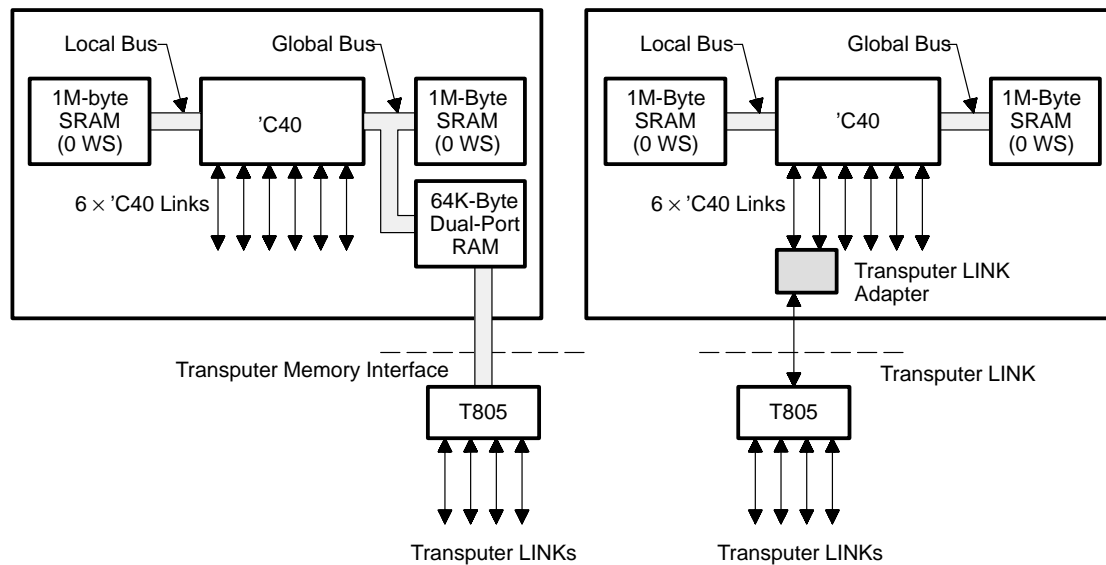 Local Bus
Global Bus
1M-byte
SRAM
(0 WS)
’C40
1M-Byte
SRAM
(0 WS)
6 × ’C40 Links
64K-Byte
Dual-Port
RAM
Transputer Memory Interface
T805
Transputer LINKs
Local Bus
Global Bus
1M-Byte
SRAM
(0 WS)
’C40
1M-Byte
SRAM
(0 WS)
6 × ’C40 Links
Transputer LINK
Adapter
Transputer LINK
T805
Transputer LINKs